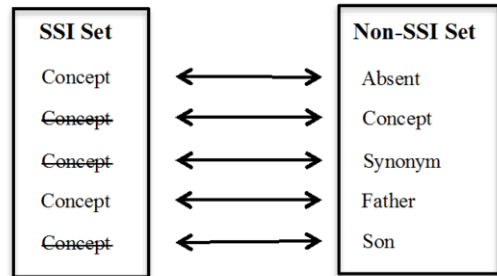 SSI Set Non-SSI Set
Concept Absent
Concept Concept
Concept Synonym
Concept Father
Concept Son